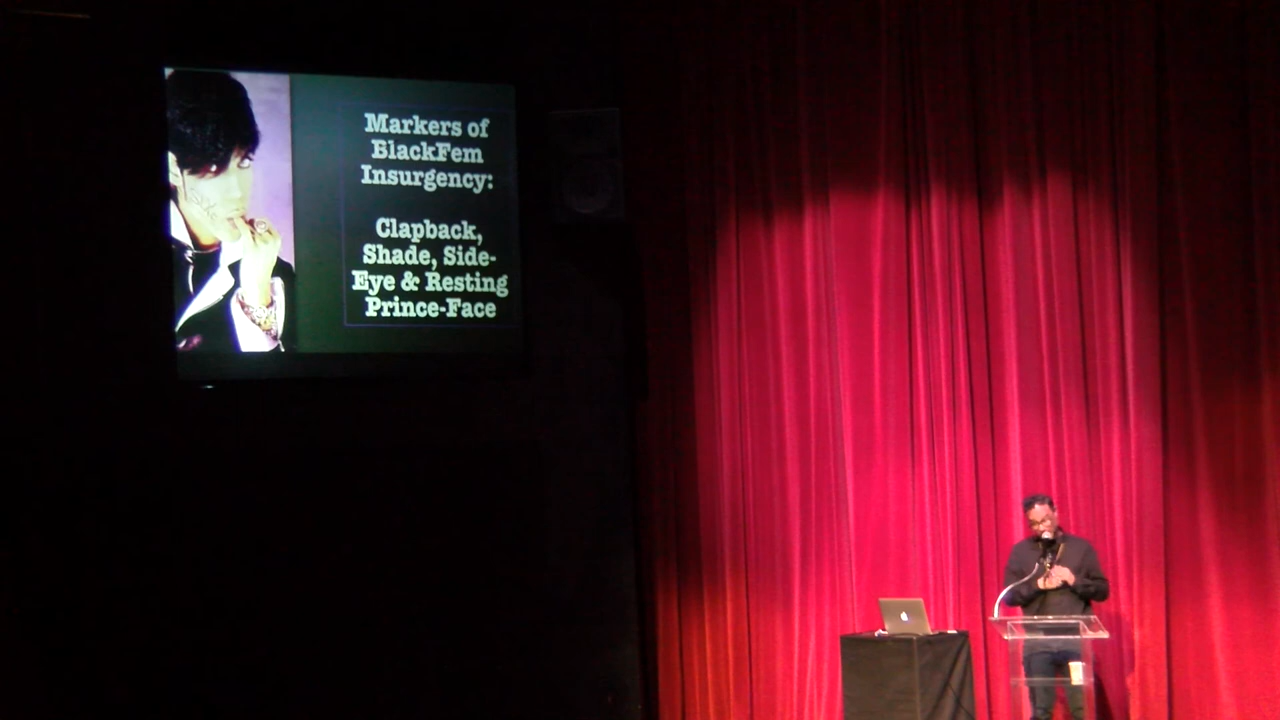 Markers of
BlackFem
Insurgency:
Clapback,
Shade, Side-
Eye & Resting
Prince-Face